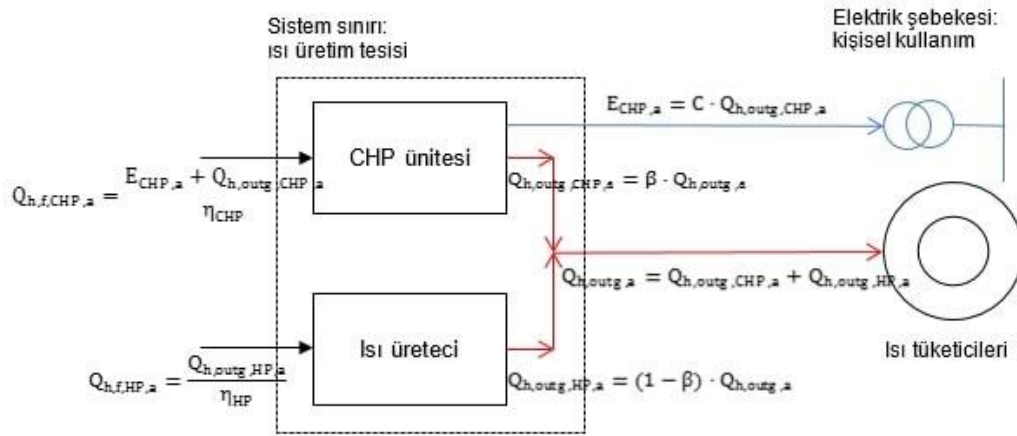 Sistem sınırı:
ısı üretim tesisi
Elektrik şebekesi:
kişisel kullanım
E_CHP,a = C · Q_h,outg,CHP,a
CHP ünitesi
Q_h,f,CHP,a = (E_CHP,a + Q_h,outg,CHP,a) / η_CHP
Q_h,outg,CHP,a = β · Q_h,outg,a
Q_h,outg,a = Q_h,outg,CHP,a + Q_h,outg,HP,a
Isı üreteci
Isı tüketicileri
Q_h,f,HP,a = Q_h,outg,HP,a / η_HP
Q_h,outg,HP,a = (1 − β) · Q_h,outg,a